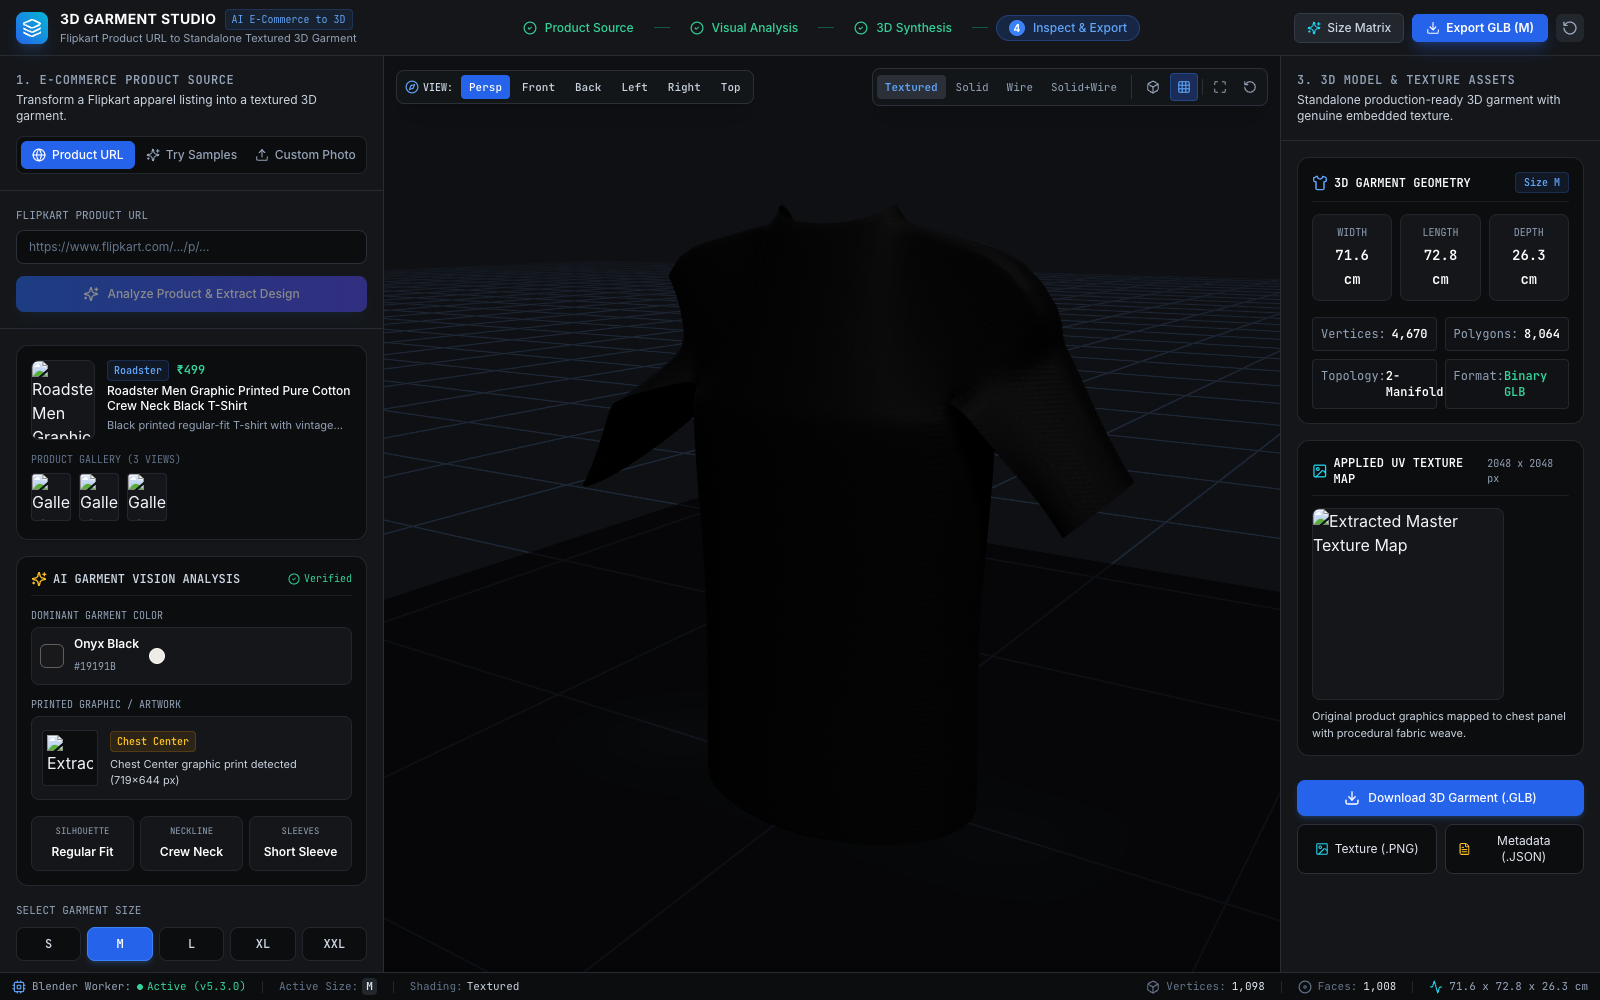 3D GARMENT STUDIO
AI E-Commerce to 3D
Flipkart Product URL to Standalone Textured 3D Garment
Product Source
Visual Analysis
3D Synthesis
4 Inspect & Export
Size Matrix
Export GLB (M)
1. E-COMMERCE PRODUCT SOURCE
Transform a Flipkart apparel listing into a textured 3D
garment.
Product URL
Try Samples
Custom Photo
FLIPKART PRODUCT URL
https://www.flipkart.com/.../p/...
Analyze Product & Extract Design
Roadste
Men
Graphic
Roadster ₹499
Roadster Men Graphic Printed Pure Cotton
Crew Neck Black T-Shirt
Black printed regular-fit T-shirt with vintage...
PRODUCT GALLERY (3 VIEWS)
Galle
Galle
Galle
AI GARMENT VISION ANALYSIS
Verified
DOMINANT GARMENT COLOR
Onyx Black
#19191B
PRINTED GRAPHIC / ARTWORK
Extrac
Chest Center
Chest Center graphic print detected
(719×644 px)
SILHOUETTE
Regular Fit
NECKLINE
Crew Neck
SLEEVES
Short Sleeve
SELECT GARMENT SIZE
S
M
L
XL
XXL
VIEW:
Persp
Front
Back
Left
Right
Top
Textured
Solid
Wire
Solid+Wire
3. 3D MODEL & TEXTURE ASSETS
Standalone production-ready 3D garment with
genuine embedded texture.
3D GARMENT GEOMETRY
Size M
WIDTH
71.6
cm
LENGTH
72.8
cm
DEPTH
26.3
cm
Vertices: 4,670
Polygons: 8,064
Topology: 2-
Manifold
Format: Binary
GLB
APPLIED UV TEXTURE
MAP
2048 x 2048
px
Extracted Master
Texture Map
Original product graphics mapped to chest panel
with procedural fabric weave.
Download 3D Garment (.GLB)
Texture (.PNG)
Metadata
(.JSON)
Blender Worker: Active (v5.3.0)
Active Size: M
Shading: Textured
Vertices: 1,098
Faces: 1,008
71.6 x 72.8 x 26.3 cm